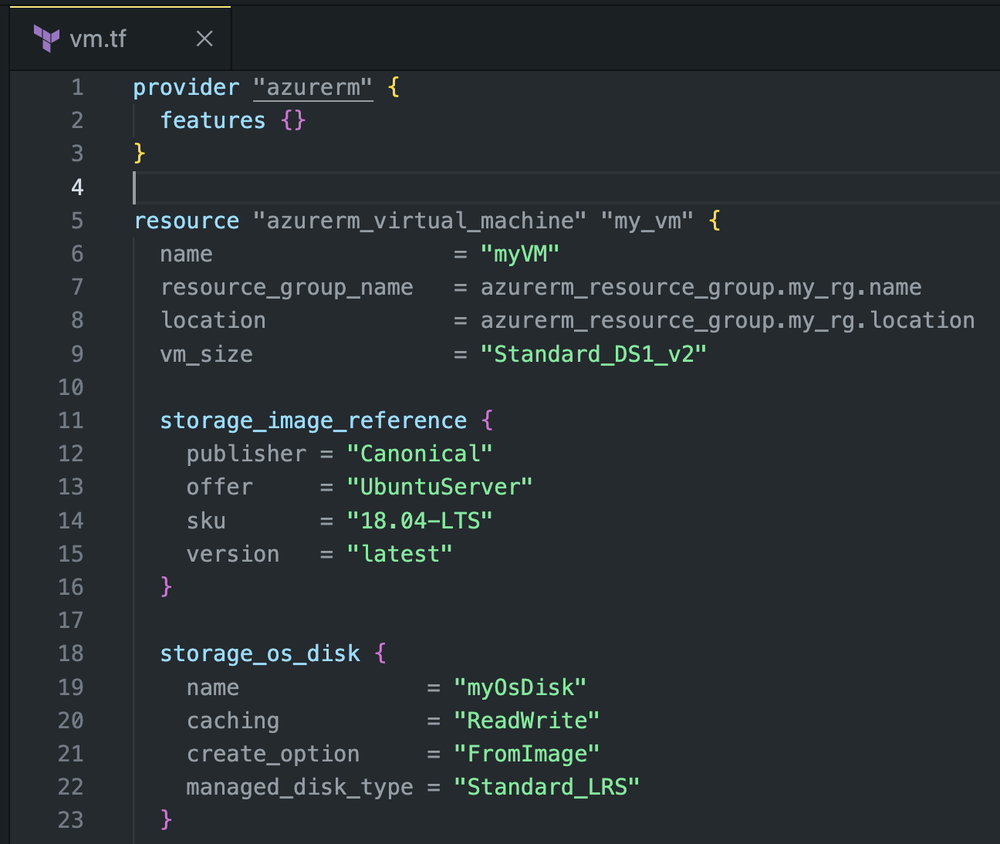 vm.tf
1 provider "azurerm" {
2   features {}
3 }
4
5 resource "azurerm_virtual_machine" "my_vm" {
6   name                  = "myVM"
7   resource_group_name   = azurerm_resource_group.my_rg.name
8   location              = azurerm_resource_group.my_rg.location
9   vm_size               = "Standard_DS1_v2"
10
11   storage_image_reference {
12     publisher = "Canonical"
13     offer     = "UbuntuServer"
14     sku       = "18.04-LTS"
15     version   = "latest"
16   }
17
18   storage_os_disk {
19     name              = "myOsDisk"
20     caching           = "ReadWrite"
21     create_option     = "FromImage"
22     managed_disk_type = "Standard_LRS"
23   }